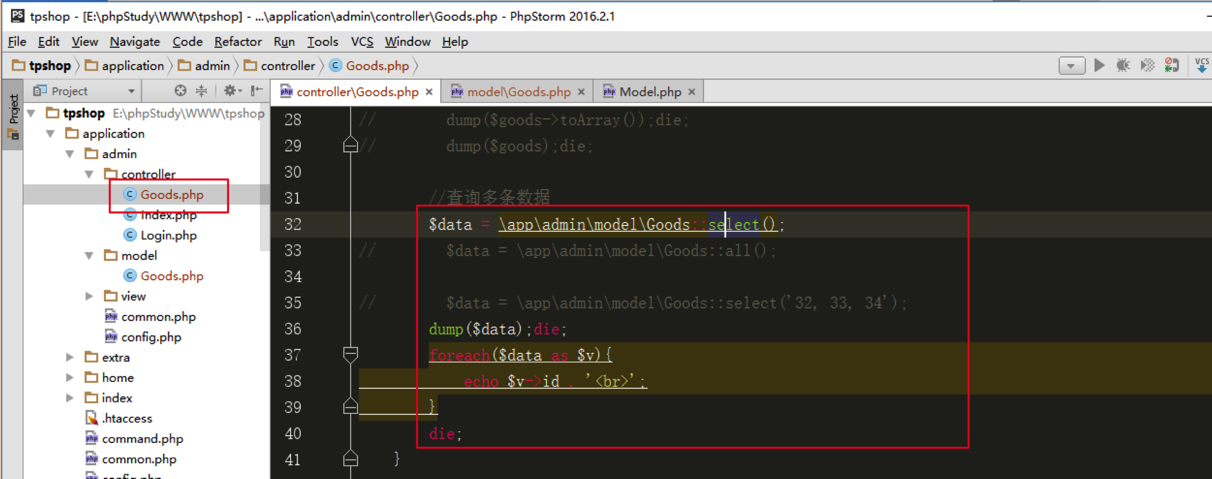 tpshop - [E:\phpStudy\WWW\tpshop] - ...\application\admin\controller\Goods.php - PhpStorm 2016.2.1
File Edit View Navigate Code Refactor Run Tools VCS Window Help
tpshop application admin controller Goods.php VCS
Project Project controller\Goods.php model\Goods.php Model.php
tpshop E:\phpStudy\WWW\tpshop
application
admin
controller
Goods.php
Index.php
Login.php
model
Goods.php
view
common.php
config.php
extra
home
index
.htaccess
command.php
common.php
config.php
28 // dump($goods->toArray());die;
29 // dump($goods);die;
30
31 //查询多条数据
32 $data = \app\admin\model\Goods::select();
33 // $data = \app\admin\model\Goods::all();
34
35 // $data = \app\admin\model\Goods::select('32, 33, 34');
36 dump($data);die;
37 foreach($data as $v){
38 echo $v->id . '<br>';
39 }
40 die;
41 }